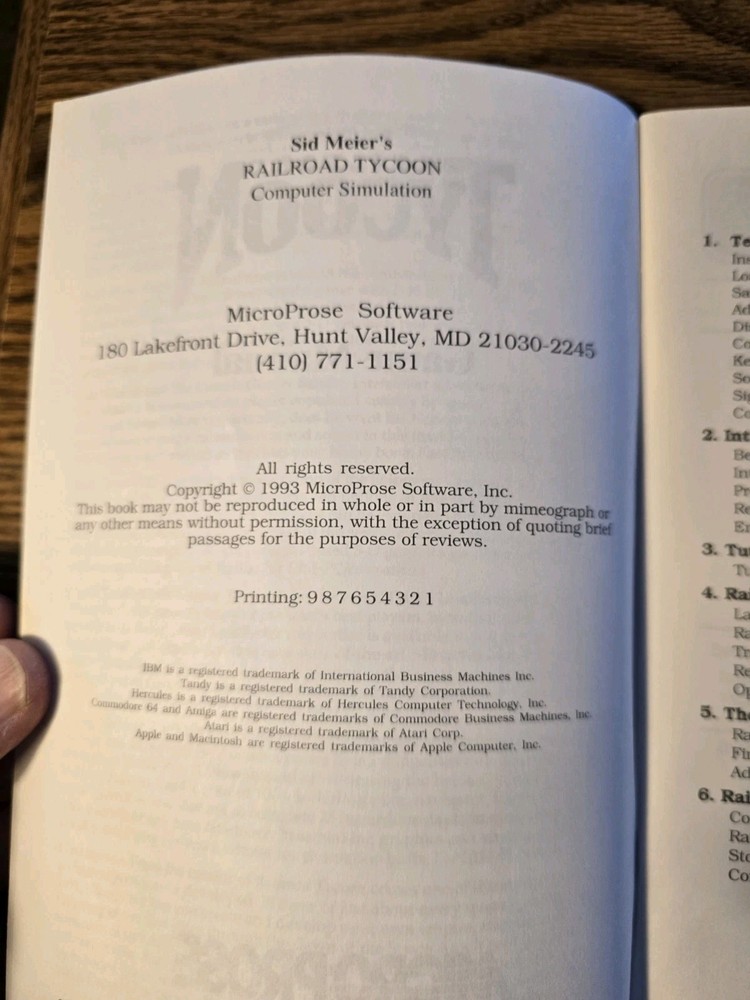 Sid Meier's
RAILROAD TYCOON
Computer Simulation
MicroProse Software
180 Lakefront Drive, Hunt Valley, MD 21030-2245
(410) 771-1151
All rights reserved.
Copyright © 1993 MicroProse Software, Inc.
This book may not be reproduced in whole or in part by mimeograph or
any other means without permission, with the exception of quoting brief
passages for the purposes of reviews.
Printing: 9 8 7 6 5 4 3 2 1
IBM is a registered trademark of International Business Machines Inc.
Tandy is a registered trademark of Tandy Corporation.
Hercules is a registered trademark of Hercules Computer Technology, Inc.
Commodore 64 and Amiga are registered trademarks of Commodore Business Machines, Inc.
Atari is a registered trademark of Atari Corp.
Apple and Macintosh are registered trademarks of Apple Computer, Inc.
1.
2.
3.
4.
5.
6.